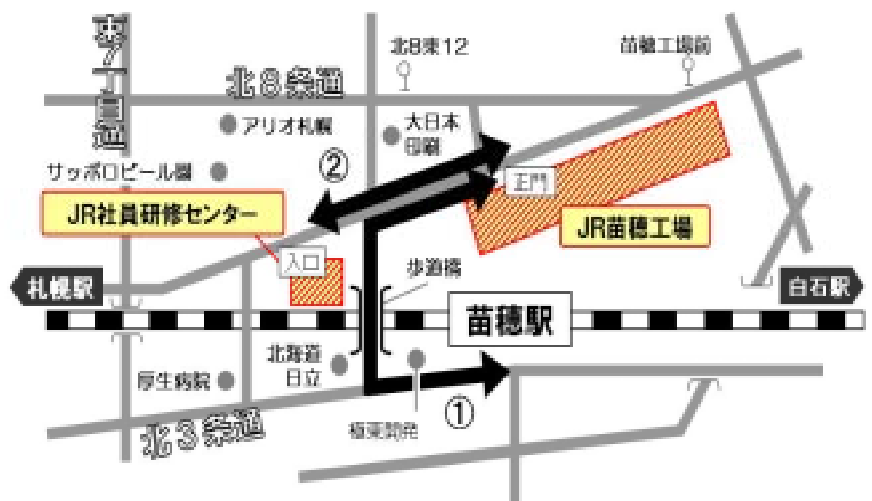 東7丁目通
北8東12
苗穂工場前
北8条通
アリオ札幌
大日本
印刷
サッポロビール園
②
正門
JR社員研修センター
JR苗穂工場
入口
歩道橋
札幌駅
白石駅
苗穂駅
北海道
日立
厚生病院
①
極東開発
北3条通